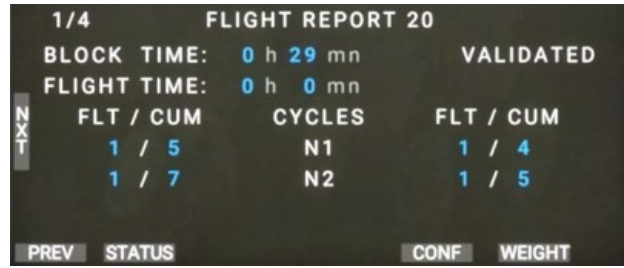 1/4 FLIGHT REPORT 20
BLOCK TIME: 0 h 29 mn VALIDATED
FLIGHT TIME: 0 h 0 mn
NXT
FLT / CUM CYCLES FLT / CUM
1 / 5 N1 1 / 4
1 / 7 N2 1 / 5
PREV STATUS CONF WEIGHT